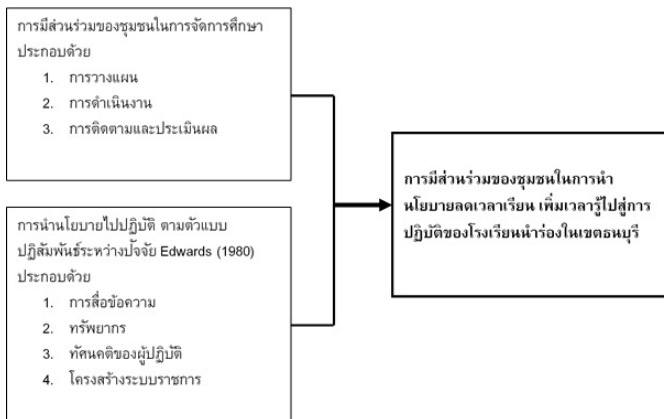 การมีส่วนร่วมของชุมชนในการจัดการศึกษา
ประกอบด้วย
1. การวางแผน
2. การดำเนินงาน
3. การติดตามและประเมินผล
การนำนโยบายไปปฏิบัติ ตามตัวแบบ
ปฏิสัมพันธ์ระหว่างปัจจัย Edwards (1980)
ประกอบด้วย
1. การสื่อข้อความ
2. ทรัพยากร
3. ทัศนคติของผู้ปฏิบัติ
4. โครงสร้างระบบราชการ
การมีส่วนร่วมของชุมชนในการนำ
นโยบายลดเวลาเรียน เพิ่มเวลารู้ไปสู่การ
ปฏิบัติของโรงเรียนนำร่องในเขตธนบุรี